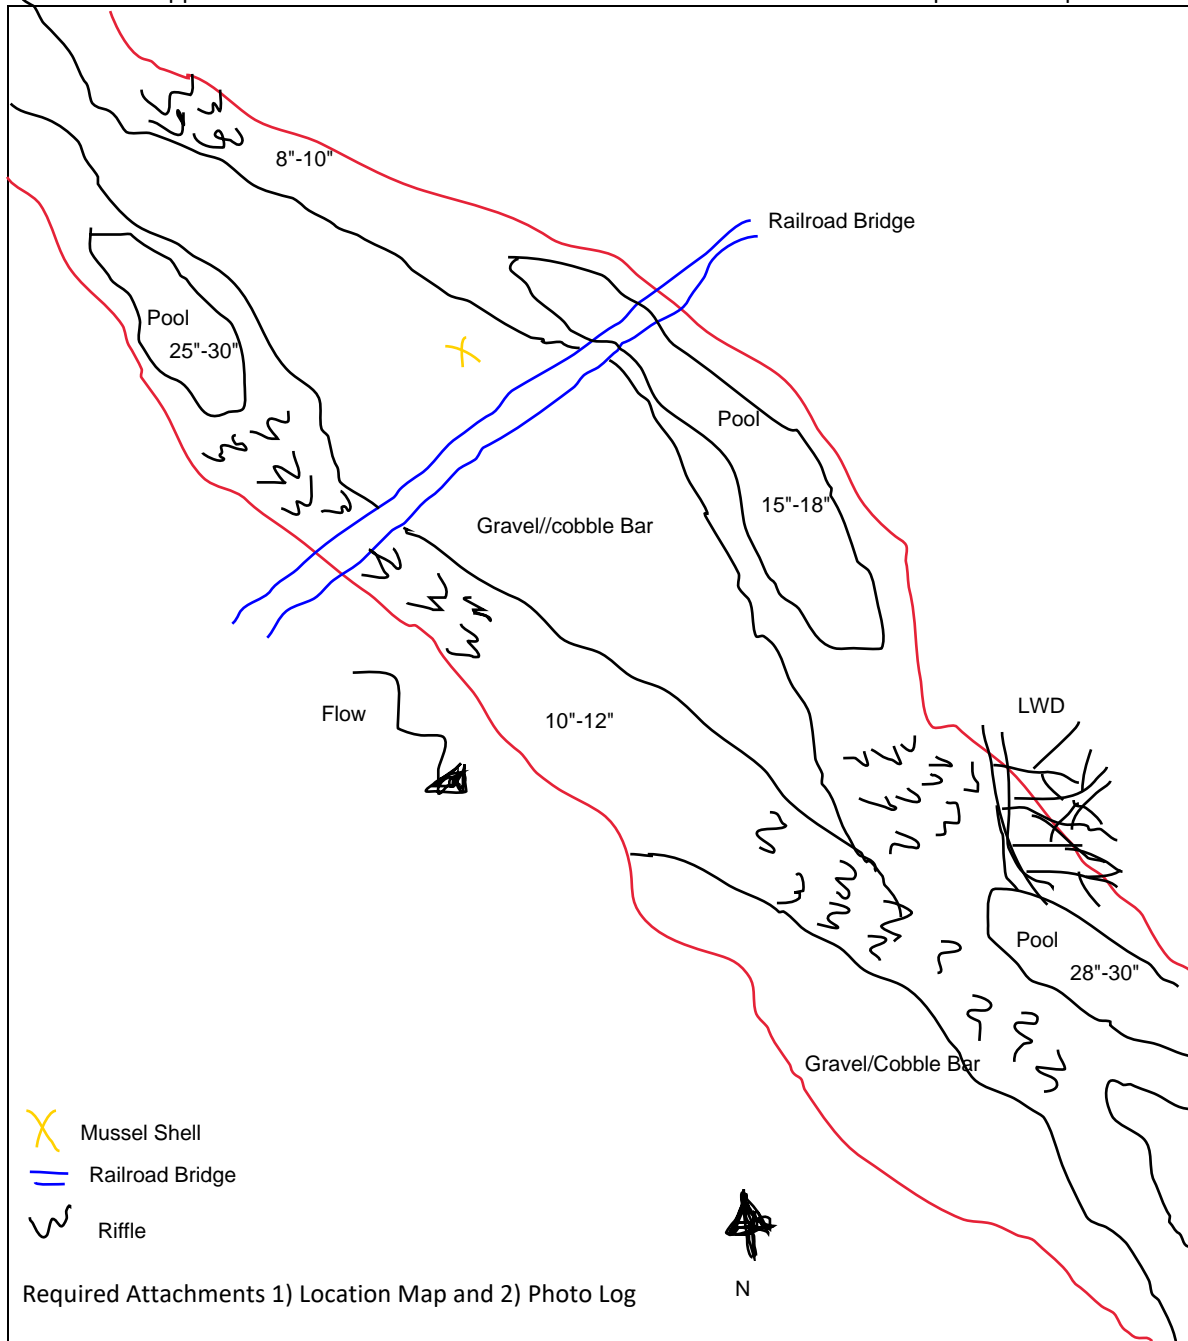 8"-10"
Railroad Bridge
Pool
25"-30"
Pool
15"-18"
Gravel//cobble Bar
Flow
10"-12"
LWD
Pool
28"-30"
Gravel/Cobble Bar
Mussel Shell
Railroad Bridge
Riffle
N
Required Attachments 1) Location Map and 2) Photo Log